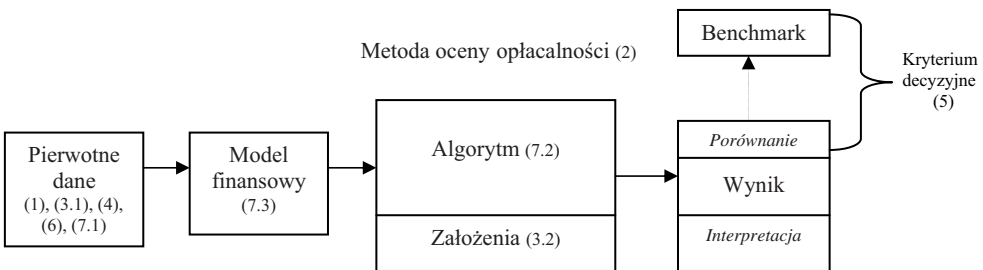 Benchmark
Metoda oceny opłacalności (2)
Kryterium
decyzyjne
(5)
Pierwotne
dane
(1), (3.1), (4),
(6), (7.1)
Model
finansowy
(7.3)
Algorytm (7.2)
Założenia (3.2)
Porównanie
Wynik
Interpretacja